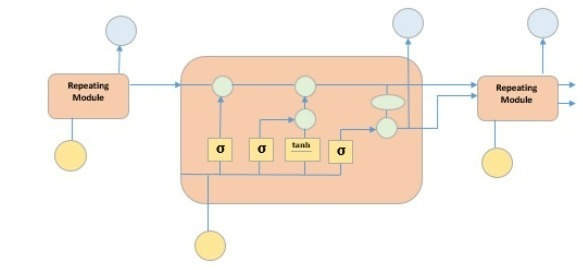 Repeating
Module
σ
σ
tanh
σ
Repeating
Module